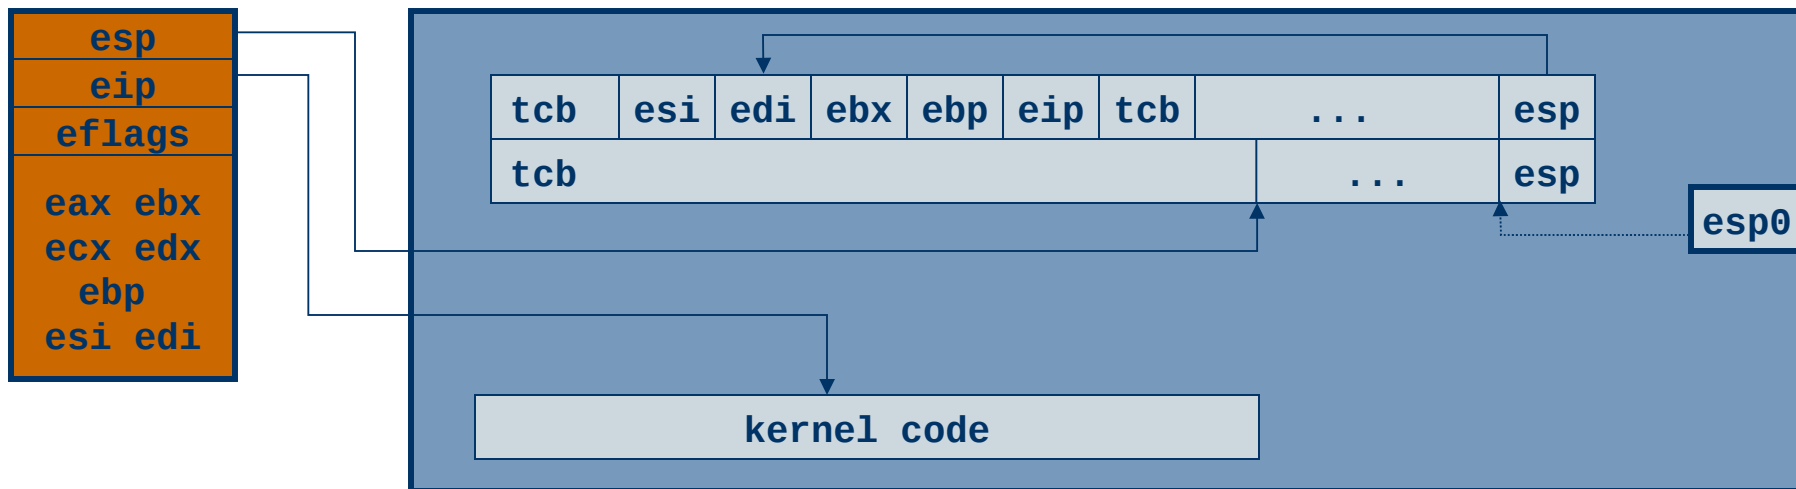 esp
eip
eflags
eax ebx
ecx edx
ebp
esi edi
tcb esi edi ebx ebp eip tcb ... esp
tcb ... esp
esp0
kernel code